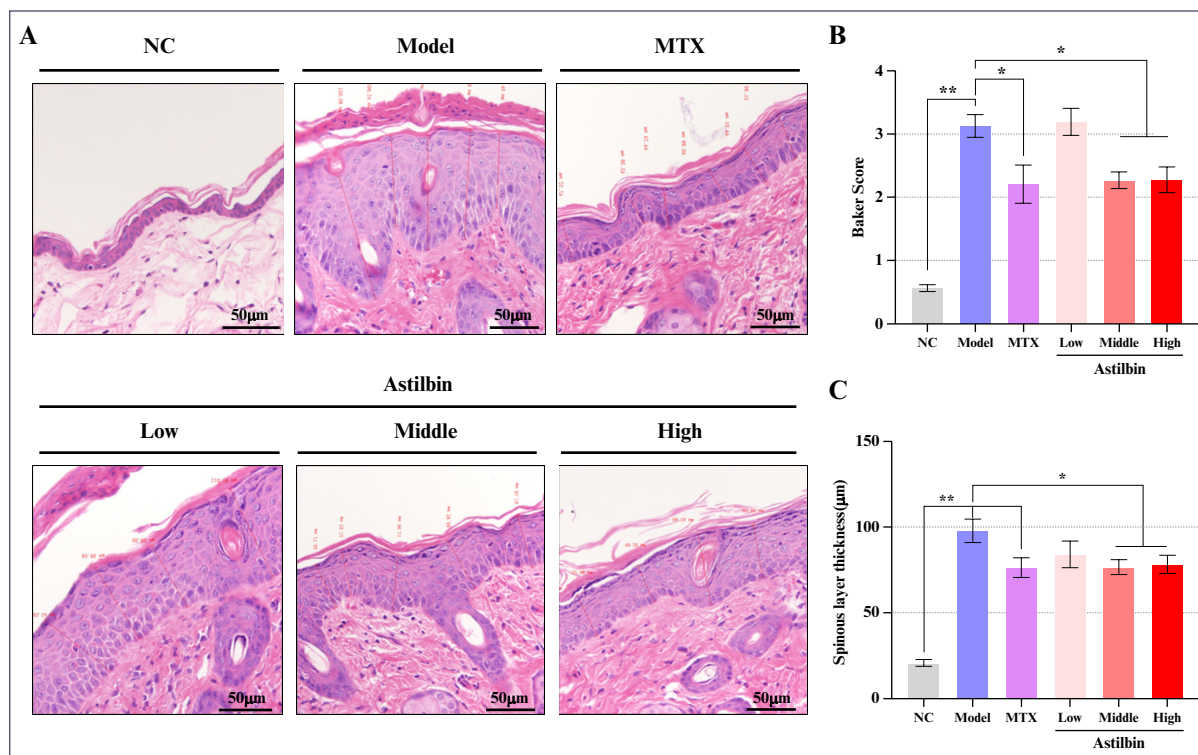 A
NC
Model
MTX
50μm
50μm
50μm
Astilbin
Low
Middle
High
50μm
50μm
50μm
B
**
*
*
Baker Score
4
3
2
1
0
NC
Model
MTX
Low
Middle
High
Astilbin
C
**
*
Spinous layer thickness(μm)
150
100
50
0
NC
Model
MTX
Low
Middle
High
Astilbin